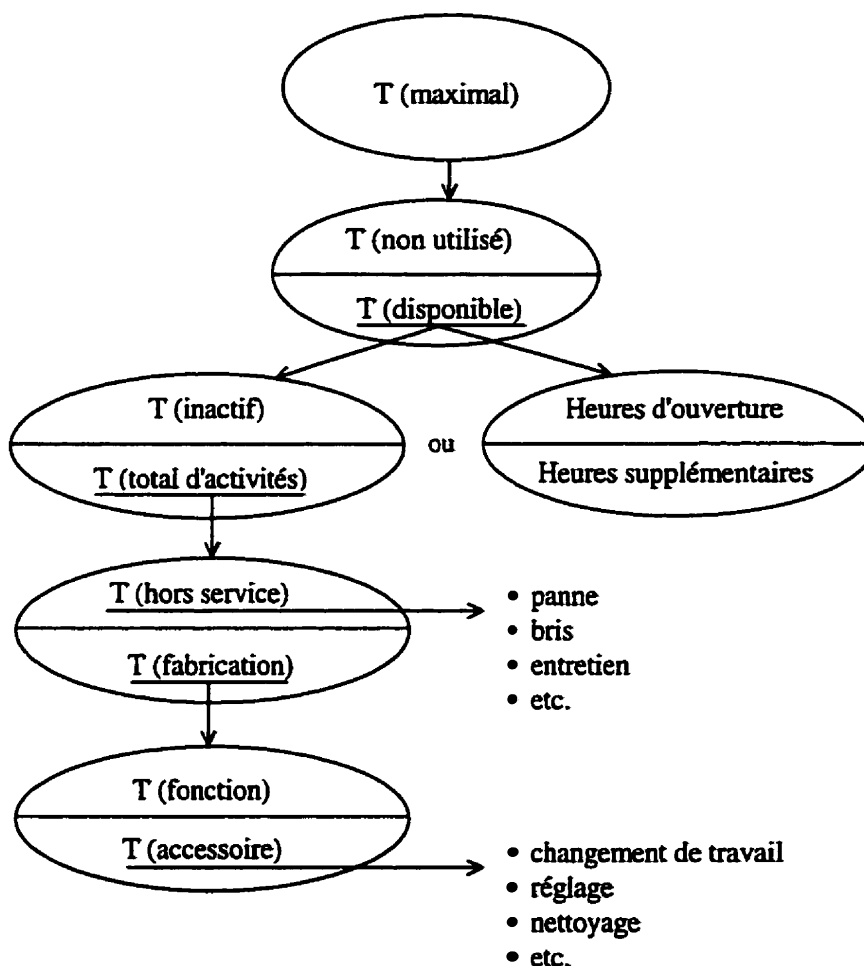 T (maximal)
T (non utilisé)
T (disponible)
T (inactif)
T (total d'activités)
ou
Heures d'ouverture
Heures supplémentaires
T (hors service)
T (fabrication)
• panne
• bris
• entretien
• etc.
T (fonction)
T (accessoire)
• changement de travail
• réglage
• nettoyage
• etc.